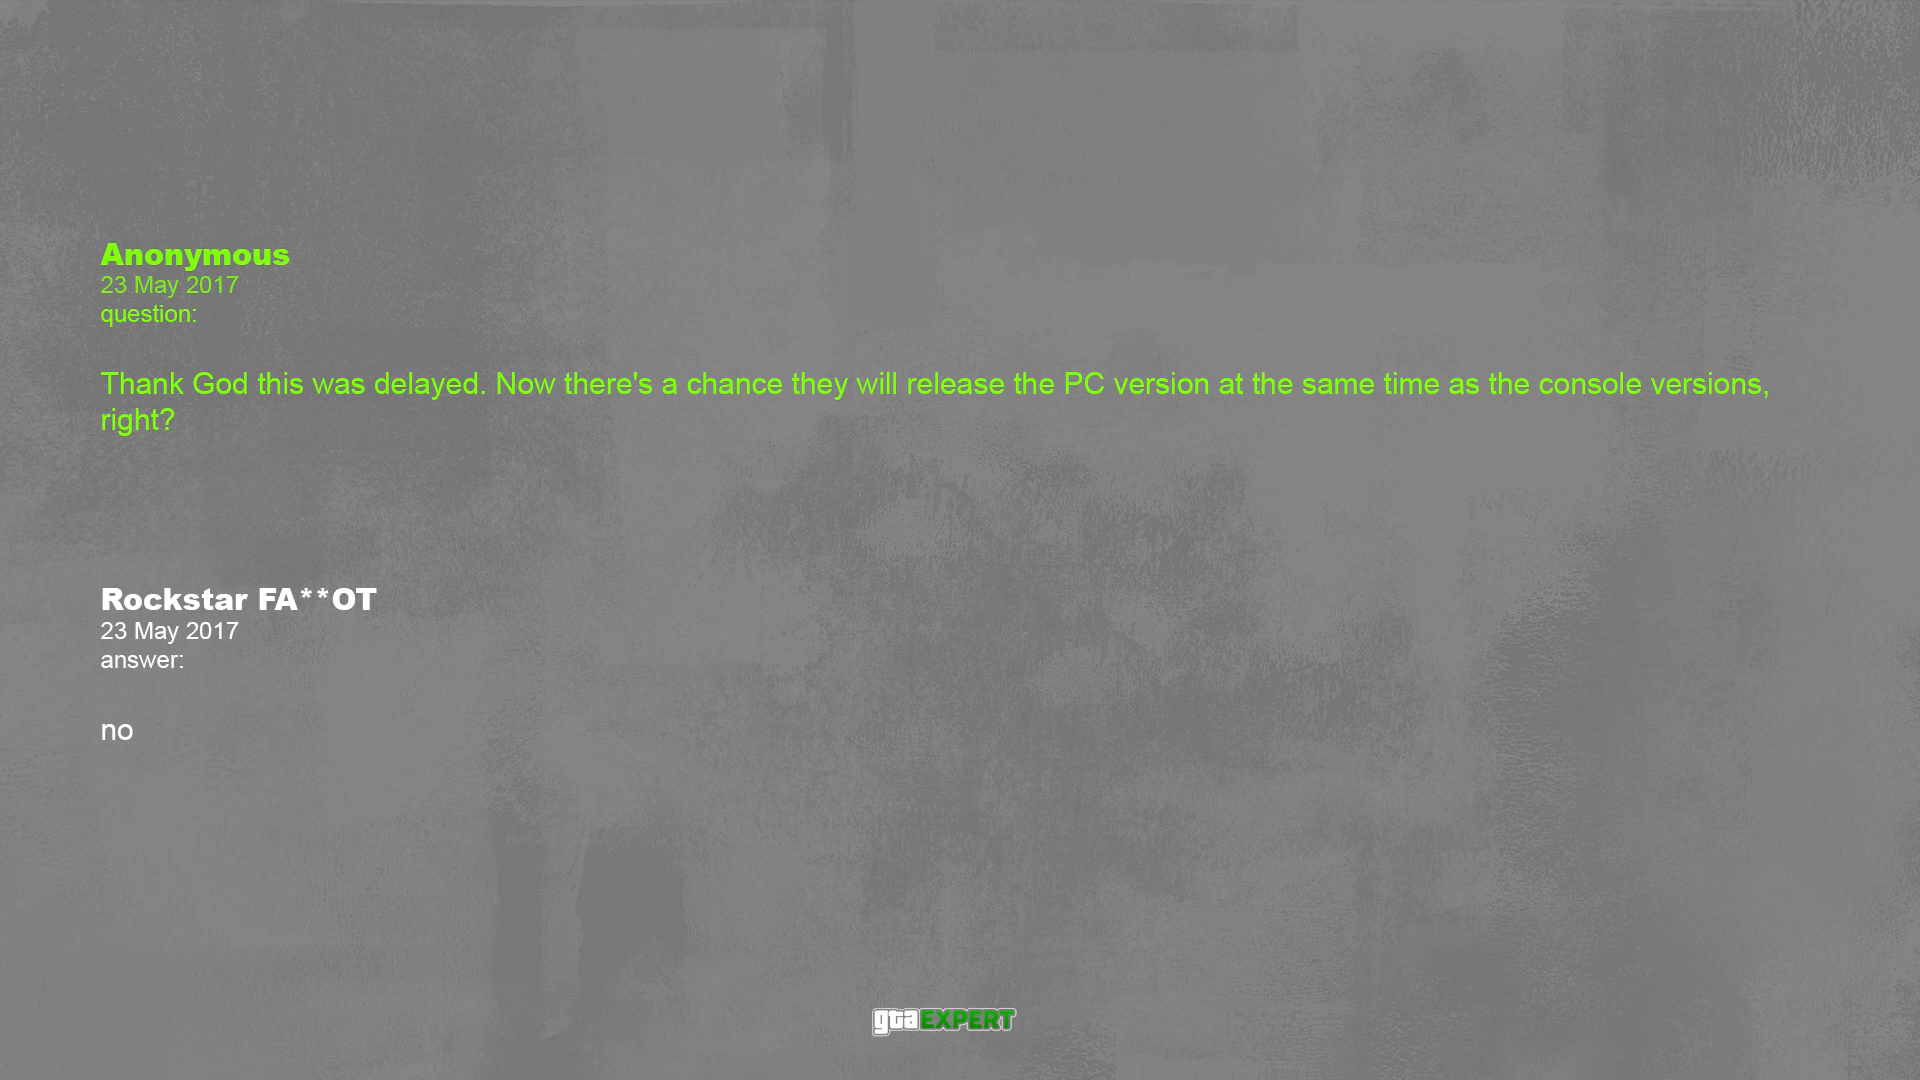 Anonymous
23 May 2017
question:
Thank God this was delayed. Now there's a chance they will release the PC version at the same time as the console versions,
right?
Rockstar FA**OT
23 May 2017
answer:
no
gtaEXPERT